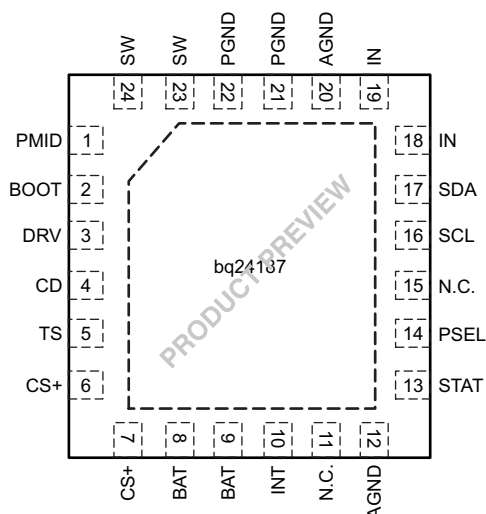 SW
SW
PGND
PGND
AGND
IN
24
23
22
21
20
19
PMID 1
BOOT 2
DRV 3
CD 4
TS 5
CS+ 6
18 IN
17 SDA
16 SCL
15 N.C.
14 PSEL
13 STAT
bq24187
PRODUCT PREVIEW
7
8
9
10
11
12
CS+
BAT
BAT
INT
N.C.
AGND